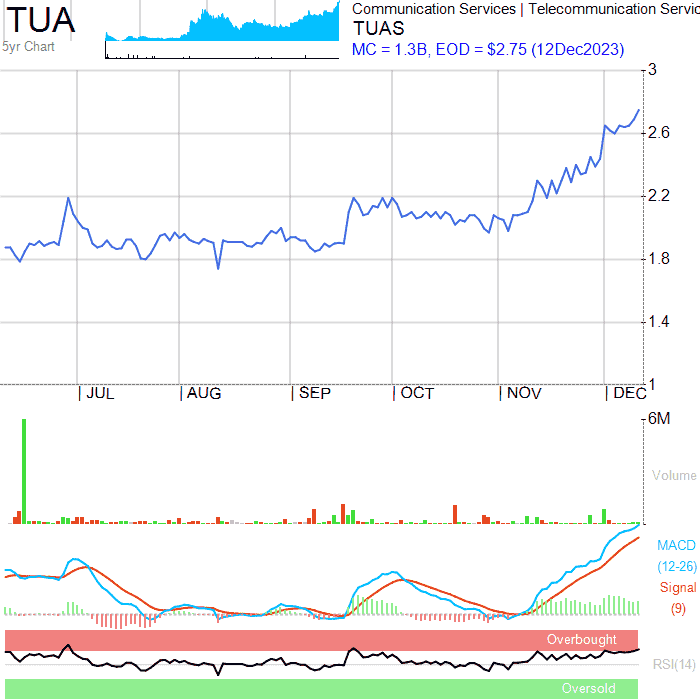 TUA
5yr Chart
Communication Services | Telecommunication Servic
TUAS
MC = 1.3B, EOD = $2.75 (12Dec2023)
3
2.6
2.2
1.8
1.4
1
| JUL | AUG | SEP | OCT | NOV | DEC
6M
Volume
MACD
(12-26)
Signal
(9)
Overbought
RSI(14)
Oversold